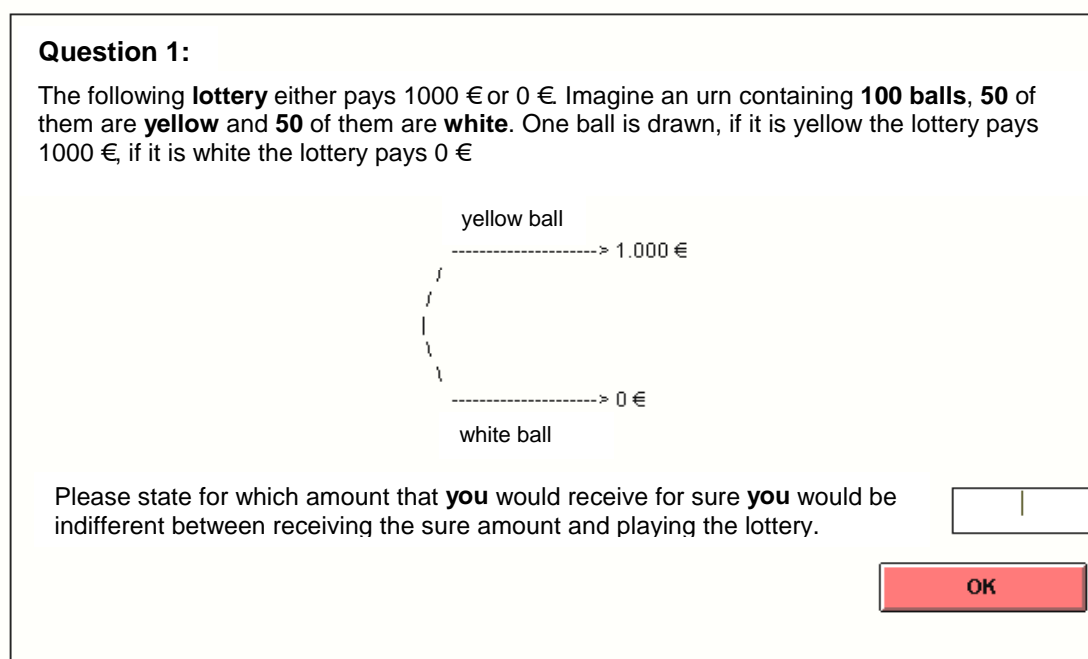 Question 1:
The following lottery either pays 1000 € or 0 €. Imagine an urn containing 100 balls, 50 of
them are yellow and 50 of them are white. One ball is drawn, if it is yellow the lottery pays
1000 €, if it is white the lottery pays 0 €
yellow ball
---------------------> 1.000 €
---------------------> 0 €
white ball
Please state for which amount that you would receive for sure you would be
indifferent between receiving the sure amount and playing the lottery.
OK